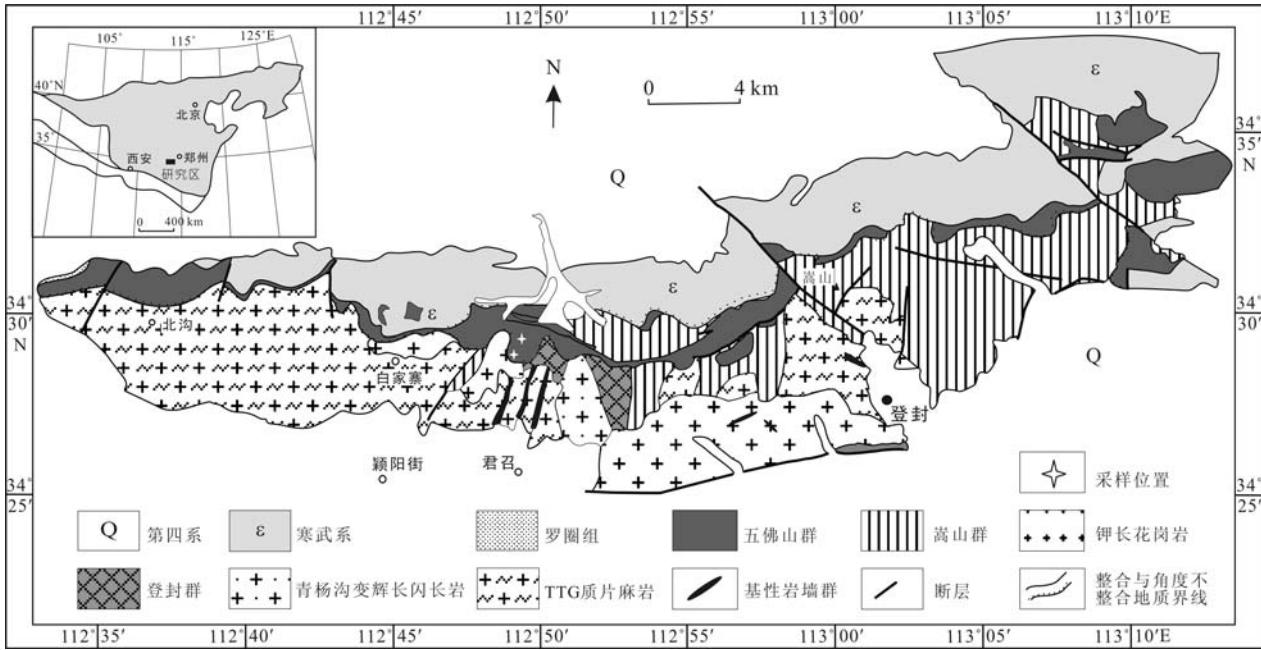 112°45′ 112°50′ 112°55′ 113°00′ 113°05′ 113°10′E
105° 115° 125°E
40°N
35°
北京
西安
郑州
研究区
0 400 km
N
0 4 km
Q
ε
34°
35′
N
ε
嵩山
ε
34°
30′
N
北沟
ε
34°
30′
白家寨
Q
登封
颍阳街
君召
34°
25′
34°
25′
采样位置
Q 第四系
ε 寒武系
罗圈组
五佛山群
嵩山群
钾长花岗岩
登封群
青杨沟变辉长闪长岩
TTG质片麻岩
基性岩墙群
断层
整合与角度不
整合地质界线
112°35′ 112°40′ 112°45′ 112°50′ 112°55′ 113°00′ 113°05′ 113°10′E